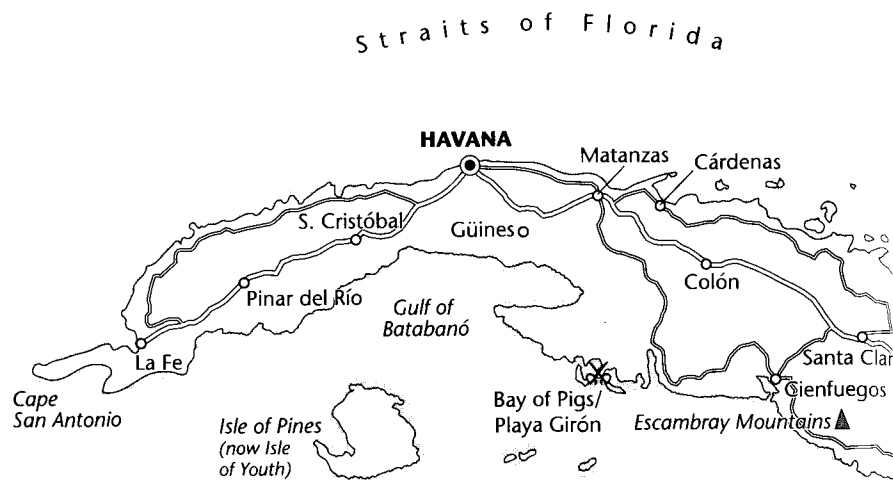 Straits of Florida
HAVANA
Matanzas
Cárdenas
S. Cristóbal
Güines
Pinar del Río
Gulf of
Batabanó
Colón
La Fe
Santa Clar
Cape
San Antonio
Isle of Pines
(now Isle
of Youth)
Bay of Pigs/
Playa Girón
Cienfuegos
Escambray Mountains